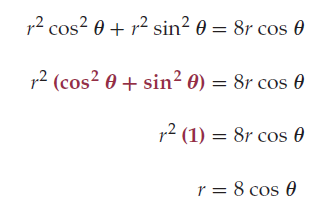 r² cos² θ + r² sin² θ = 8r cos θ
r² (cos² θ + sin² θ) = 8r cos θ
r² (1) = 8r cos θ
r = 8 cos θ